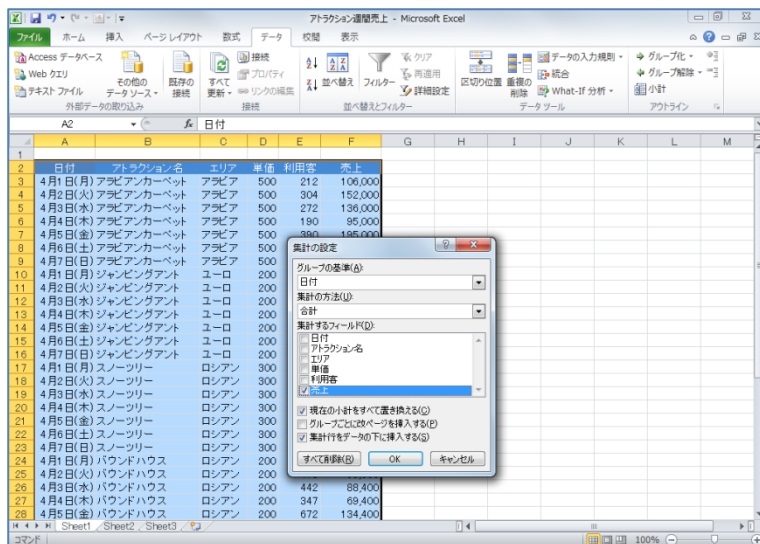 アトラクション週間売上 - Microsoft Excel
ファイル ホーム 挿入 ページ レイアウト 数式 データ 校閲 表示
Access データベース
Web クエリ
テキスト ファイル
その他の データ ソース
既存の 接続
外部データの取り込み
すべて 更新
接続
プロパティ
リンクの編集
接続
並べ替え
フィルター
クリア
再適用
詳細設定
並べ替えとフィルター
区切り位置
重複の 削除
データの入力規則
統合
What-If 分析
データ ツール
グループ化
グループ解除
小計
アウトライン
A2 fx 日付
A B C D E F G H I J K L M
1
2 日付 アトラクション名 エリア 単価 利用客 売上
3 4月1日(月) アラビアンカーペット アラビア 500 212 106,000
4 4月2日(火) アラビアンカーペット アラビア 500 304 152,000
5 4月3日(水) アラビアンカーペット アラビア 500 272 136,000
6 4月4日(木) アラビアンカーペット アラビア 500 190 95,000
7 4月5日(金) アラビアンカーペット アラビア 500 390 195,000
8 4月6日(土) アラビアンカーペット アラビア 500
9 4月7日(日) アラビアンカーペット アラビア 500
10 4月1日(月) ジャンピングアント ユーロ 200
11 4月2日(火) ジャンピングアント ユーロ 200
12 4月3日(水) ジャンピングアント ユーロ 200
13 4月4日(木) ジャンピングアント ユーロ 200
14 4月5日(金) ジャンピングアント ユーロ 200
15 4月6日(土) ジャンピングアント ユーロ 200
16 4月7日(日) ジャンピングアント ユーロ 200
17 4月1日(月) スノーツリー ロシアン 300
18 4月2日(火) スノーツリー ロシアン 300
19 4月3日(水) スノーツリー ロシアン 300
20 4月4日(木) スノーツリー ロシアン 300
21 4月5日(金) スノーツリー ロシアン 300
22 4月6日(土) スノーツリー ロシアン 300
23 4月7日(日) スノーツリー ロシアン 300
24 4月1日(月) バウンドハウス ロシアン 200
25 4月2日(火) バウンドハウス ロシアン 200
26 4月3日(水) バウンドハウス ロシアン 200 442 88,400
27 4月4日(木) バウンドハウス ロシアン 200 347 69,400
28 4月5日(金) バウンドハウス ロシアン 200 672 134,400
集計の設定
グループの基準(A):
日付
集計の方法(U):
合計
集計するフィールド(D):
日付
アトラクション名
エリア
単価
利用客
売上
現在の小計をすべて置き換える(C)
グループごとに改ページを挿入する(P)
集計行をデータの下に挿入する(S)
すべて削除(R) OK キャンセル
Sheet1 Sheet2 Sheet3
コマンド 100%